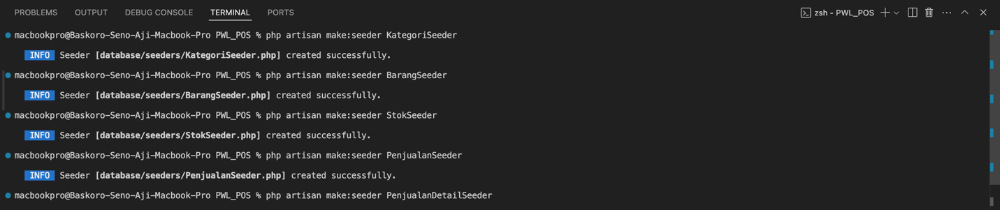 PROBLEMS OUTPUT DEBUG CONSOLE TERMINAL PORTS zsh - PWL_POS
macbookpro@Baskoro-Seno-Aji-Macbook-Pro PWL_POS % php artisan make:seeder KategoriSeeder
INFO Seeder [database/seeders/KategoriSeeder.php] created successfully.
macbookpro@Baskoro-Seno-Aji-Macbook-Pro PWL_POS % php artisan make:seeder BarangSeeder
INFO Seeder [database/seeders/BarangSeeder.php] created successfully.
macbookpro@Baskoro-Seno-Aji-Macbook-Pro PWL_POS % php artisan make:seeder StokSeeder
INFO Seeder [database/seeders/StokSeeder.php] created successfully.
macbookpro@Baskoro-Seno-Aji-Macbook-Pro PWL_POS % php artisan make:seeder PenjualanSeeder
INFO Seeder [database/seeders/PenjualanSeeder.php] created successfully.
macbookpro@Baskoro-Seno-Aji-Macbook-Pro PWL_POS % php artisan make:seeder PenjualanDetailSeeder